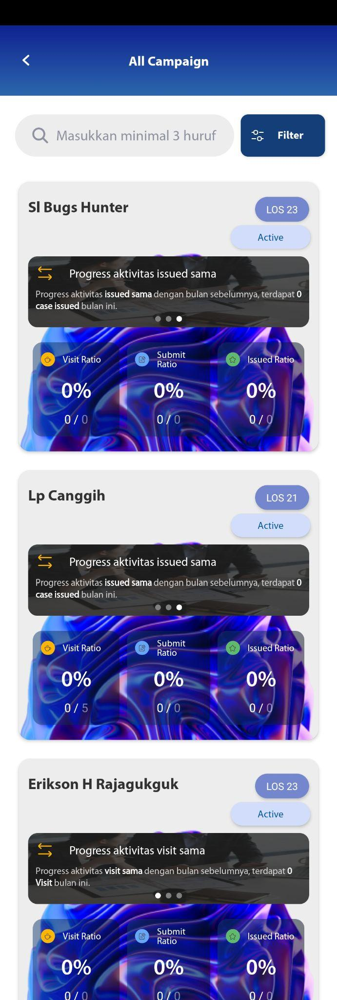 All Campaign
Masukkan minimal 3 huruf
Filter
Sl Bugs Hunter
LOS 23
Active
Progress aktivitas issued sama
Progress aktivitas issued sama dengan bulan sebelumnya, terdapat 0
case issued bulan ini.
Visit Ratio
Submit
Ratio
Issued Ratio
0%
0%
0%
0 / 0
0 / 0
0 / 0
Lp Canggih
LOS 21
Active
Progress aktivitas issued sama
Progress aktivitas issued sama dengan bulan sebelumnya, terdapat 0
case issued bulan ini.
Visit Ratio
Submit
Ratio
Issued Ratio
0%
0%
0%
0 / 5
0 / 0
0 / 0
Erikson H Rajagukguk
LOS 23
Active
Progress aktivitas visit sama
Progress aktivitas visit sama dengan bulan sebelumnya, terdapat 0
Visit bulan ini.
Visit Ratio
Submit
Ratio
Issued Ratio
0%
0%
0%
0 / 0
0 / 0
0 / 0